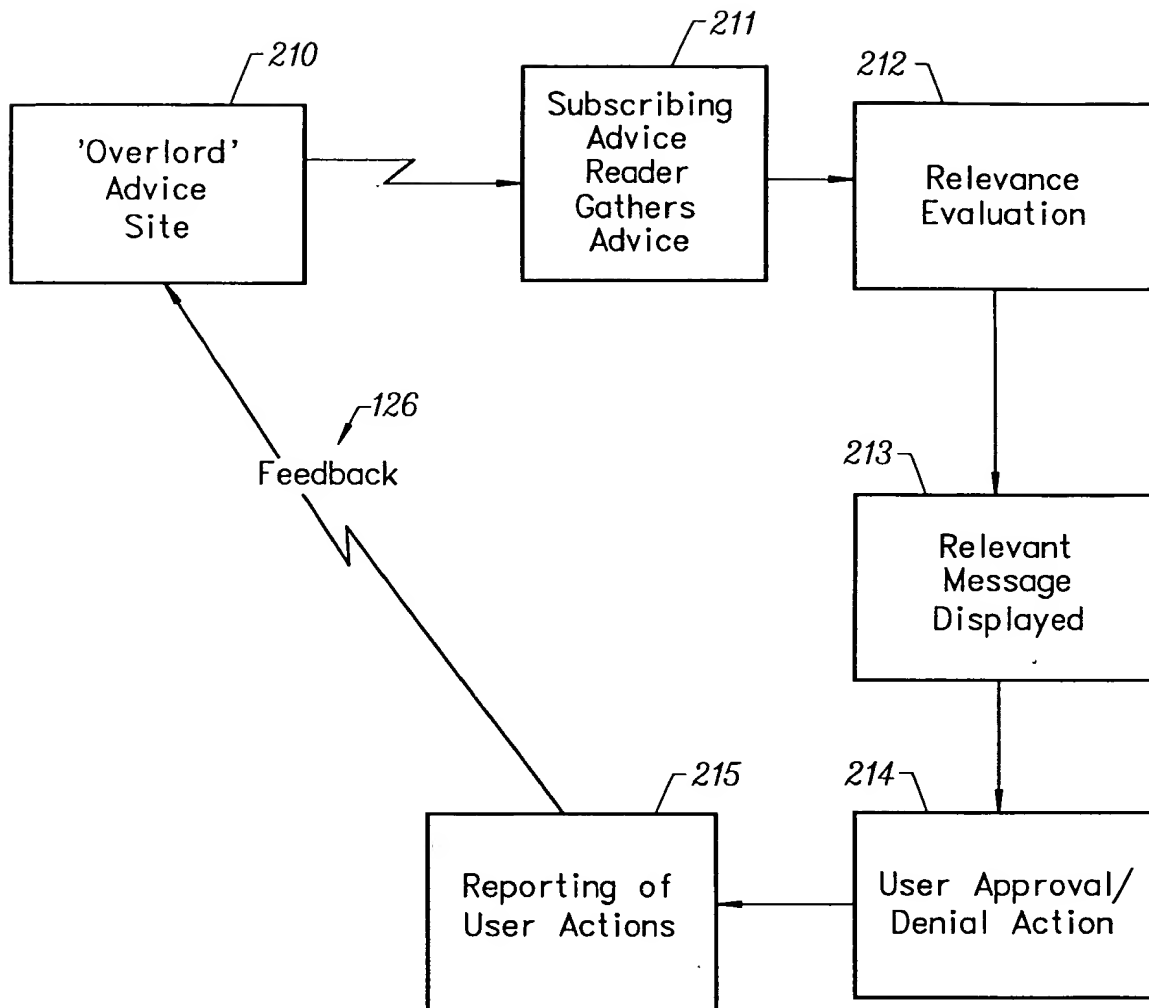 210
'Overlord'
Advice
Site
211
Subscribing
Advice
Reader
Gathers
Advice
212
Relevance
Evaluation
126
Feedback
213
Relevant
Message
Displayed
215
Reporting of
User Actions
214
User Approval/
Denial Action